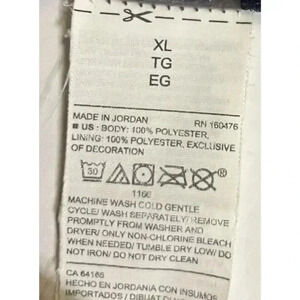 XL
TG
EG
MADE IN JORDAN RN 160476
■ US: BODY: 100% POLYESTER,
LINING: 100% POLYESTER, EXCLUSIVE
OF DECORATION
30
1166
MACHINE WASH COLD GENTLE
CYCLE/ WASH SEPARATELY/ REMOVE
PROMPTLY FROM WASHER AND
DRYER/ ONLY NON-CHLORINE BLEACH
WHEN NEEDED/ TUMBLE DRY LOW/ DO
NOT IRON/ DO NOT DRY CLEAN
CA 64165
HECHO EN JORDANIA CON INSUMOS
IMPORTADOS